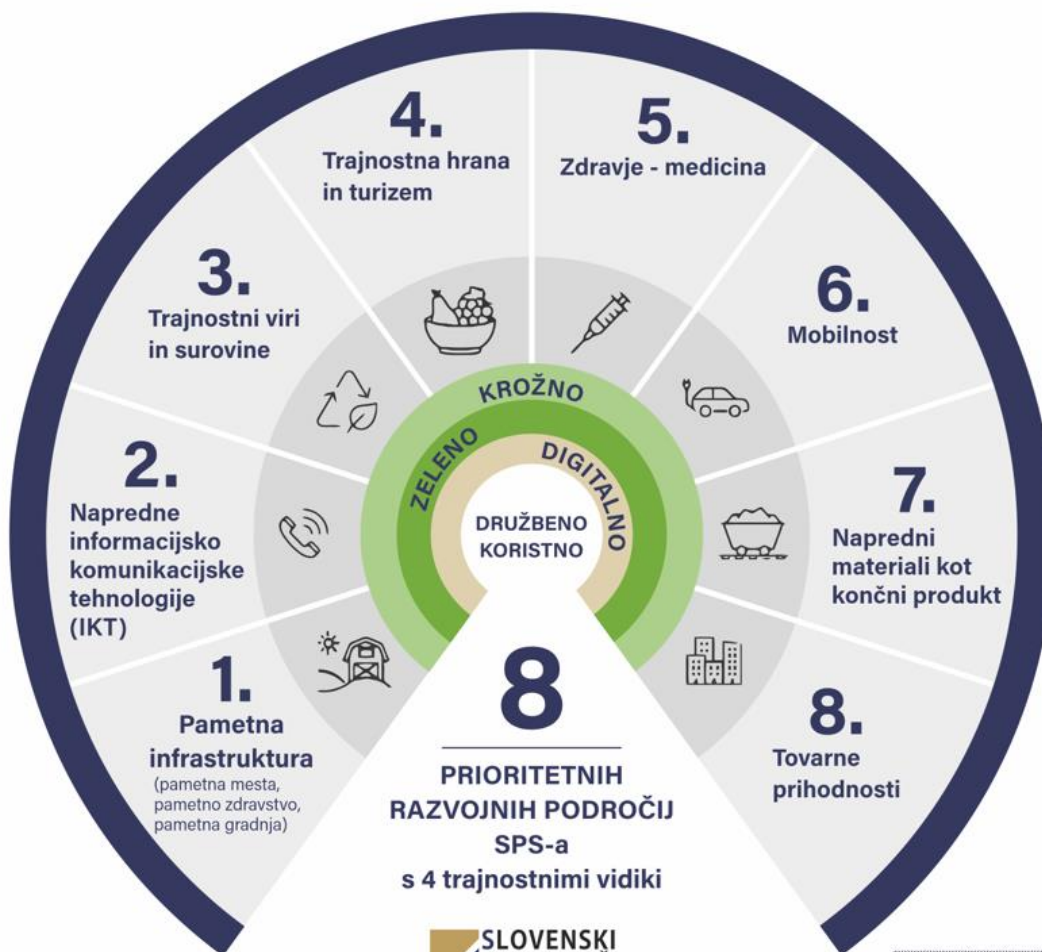 4.
Trajnostna hrana
in turizem
5.
Zdravje - medicina
3.
Trajnostni viri
in surovine
6.
Mobilnost
2.
Napredne
informacijsko
komunikacijske
tehnologije
(IKT)
7.
Napredni
materiali kot
končni produkt
1.
Pametna
infrastruktura
(pametna mesta,
pametno zdravstvo,
pametna gradnja)
8.
Tovarne
prihodnosti
KROŽNO
ZELENO
DIGITALNO
DRUŽBENO
KORISTNO
8
PRIORITETNIH
RAZVOJNIH PODROČIJ
SPS-a
s 4 trajnostnimi vidiki
SLOVENSKI